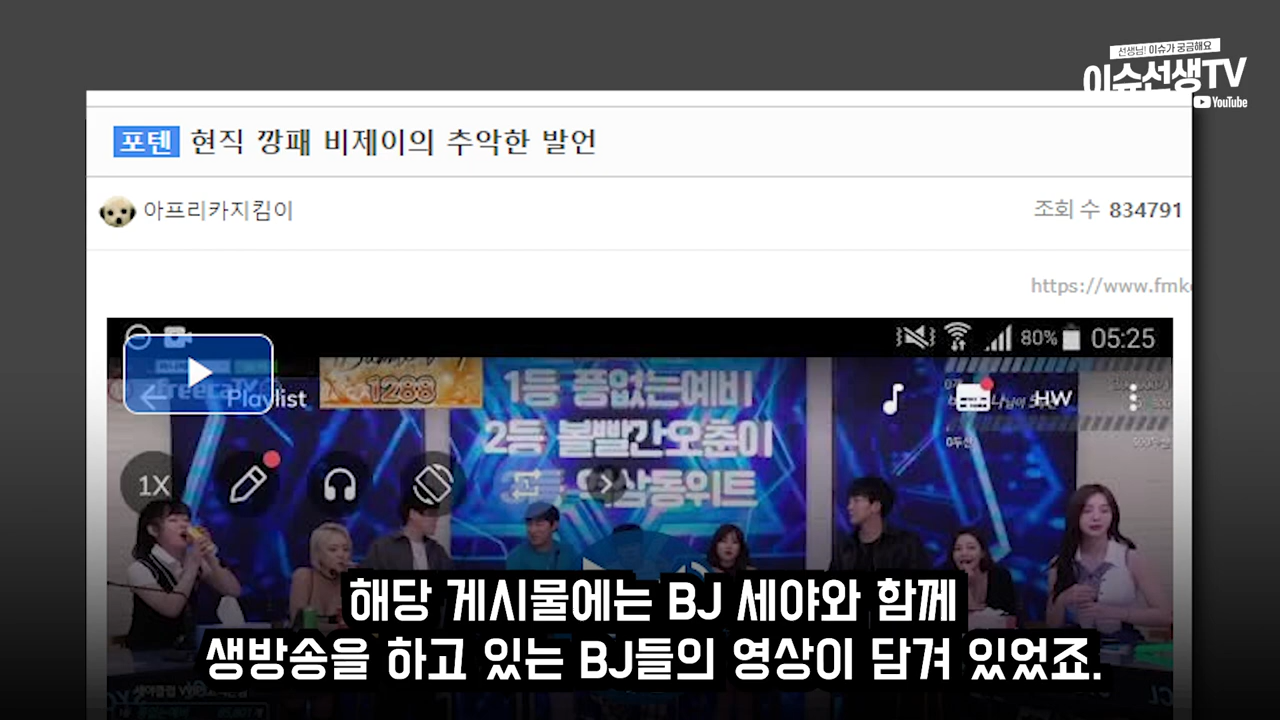 선생님! 이슈가 궁금해요
이슈선생TV
YouTube
포텐 현직 깡패 비제이의 추악한 발언
아프리카지킴이
조회 수 834791
https://www.fmk
80% 05:25
Playlist
1288
HW
1등 풍없는예비
2등 볼빨간오춘이
1X
해당 게시물에는 BJ 세야와 함께
생방송을 하고 있는 BJ들의 영상이 담겨 있었죠.